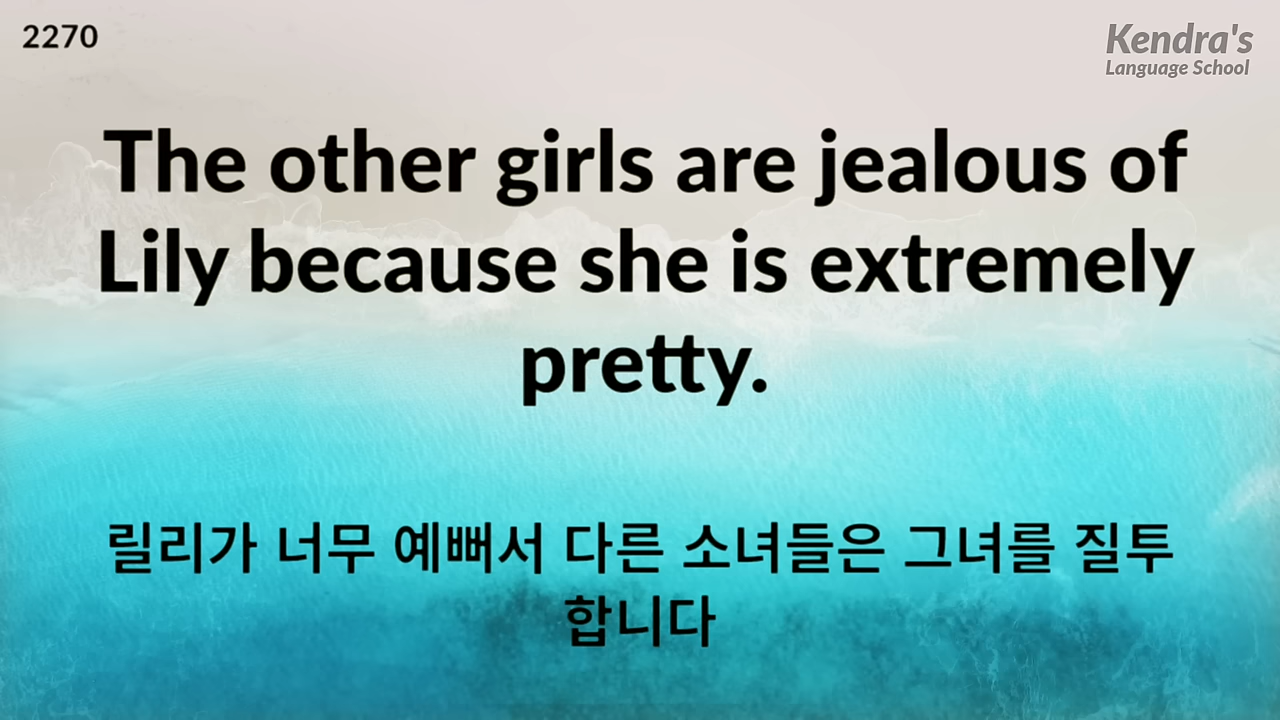 2270
Kendra's
Language School
The other girls are jealous of
Lily because she is extremely
pretty.
릴리가 너무 예뻐서 다른 소녀들은 그녀를 질투
합니다